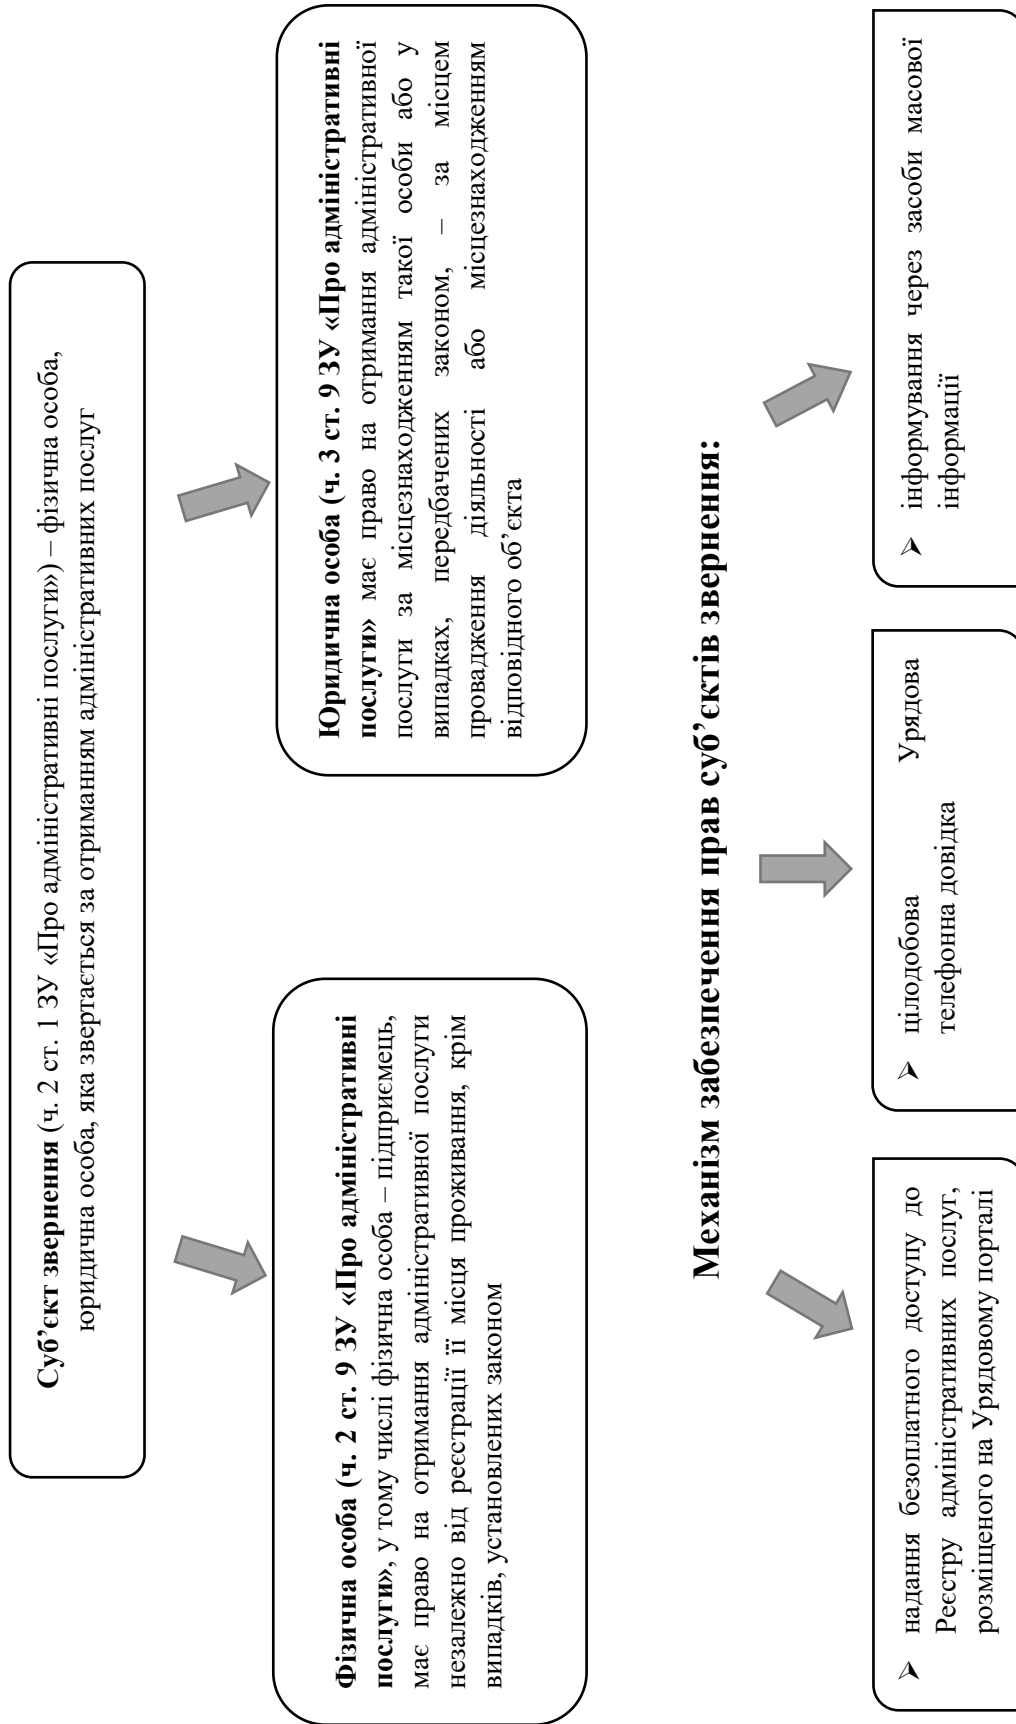 Суб’єкт звернення (ч. 2 ст. 1 ЗУ «Про адміністративні послуги») – фізична особа,
юридична особа, яка звертається за отриманням адміністративних послуг
Фізична особа (ч. 2 ст. 9 ЗУ «Про адміністративні
послуги», у тому числі фізична особа – підприємець,
має право на отримання адміністративної послуги
незалежно від реєстрації її місця проживання, крім
випадків, установлених законом
Юридична особа (ч. 3 ст. 9 ЗУ «Про адміністративні
послуги» має право на отримання адміністративної
послуги за місцезнаходженням такої особи або у
випадках, передбачених законом, – за місцем
провадження діяльності або місцезнаходженням
відповідного об’єкта
Механізм забезпечення прав суб’єктів звернення:
➢ надання безоплатного доступу до
Реєстру адміністративних послуг,
розміщеного на Урядовому порталі
➢ цілодобова Урядова
телефонна довідка
➢ інформування через засоби масової
інформації